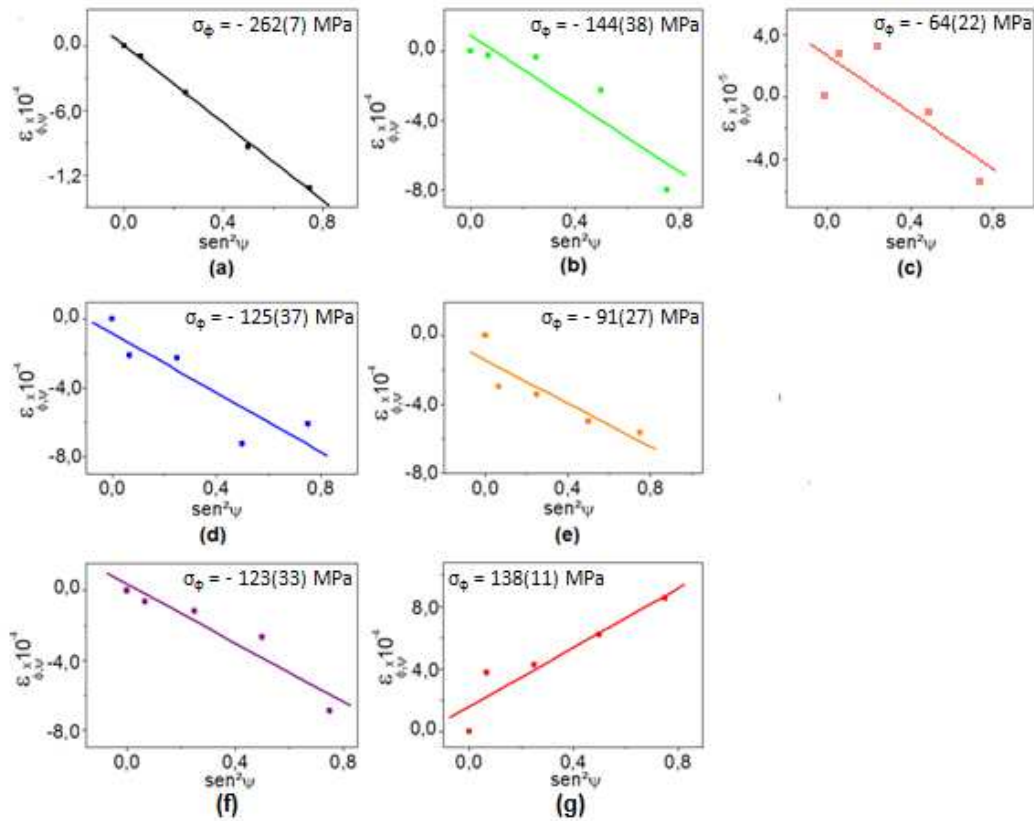 σϕ = - 262(7) MPa
0,0
-6,0
-1,2
εϕ,ψ x10⁻⁴
0,0 0,4 0,8
sen²ψ
(a)
σϕ = - 144(38) MPa
0,0
-4,0
-8,0
εϕ,ψ x10⁻⁴
0,0 0,4 0,8
sen²ψ
(b)
σϕ = - 64(22) MPa
4,0
0,0
-4,0
εϕ,ψ x10⁻⁵
0,0 0,4 0,8
sen²ψ
(c)
σϕ = - 125(37) MPa
0,0
-4,0
-8,0
εϕ,ψ x10⁻⁴
0,0 0,4 0,8
sen²ψ
(d)
σϕ = - 91(27) MPa
0,0
-4,0
-8,0
εϕ,ψ x10⁻⁴
0,0 0,4 0,8
sen²ψ
(e)
σϕ = - 123(33) MPa
0,0
-4,0
-8,0
εϕ,ψ x10⁻⁴
0,0 0,4 0,8
sen²ψ
(f)
σϕ = 138(11) MPa
8,0
4,0
0,0
εϕ,ψ x10⁻⁴
0,0 0,4 0,8
sen²ψ
(g)